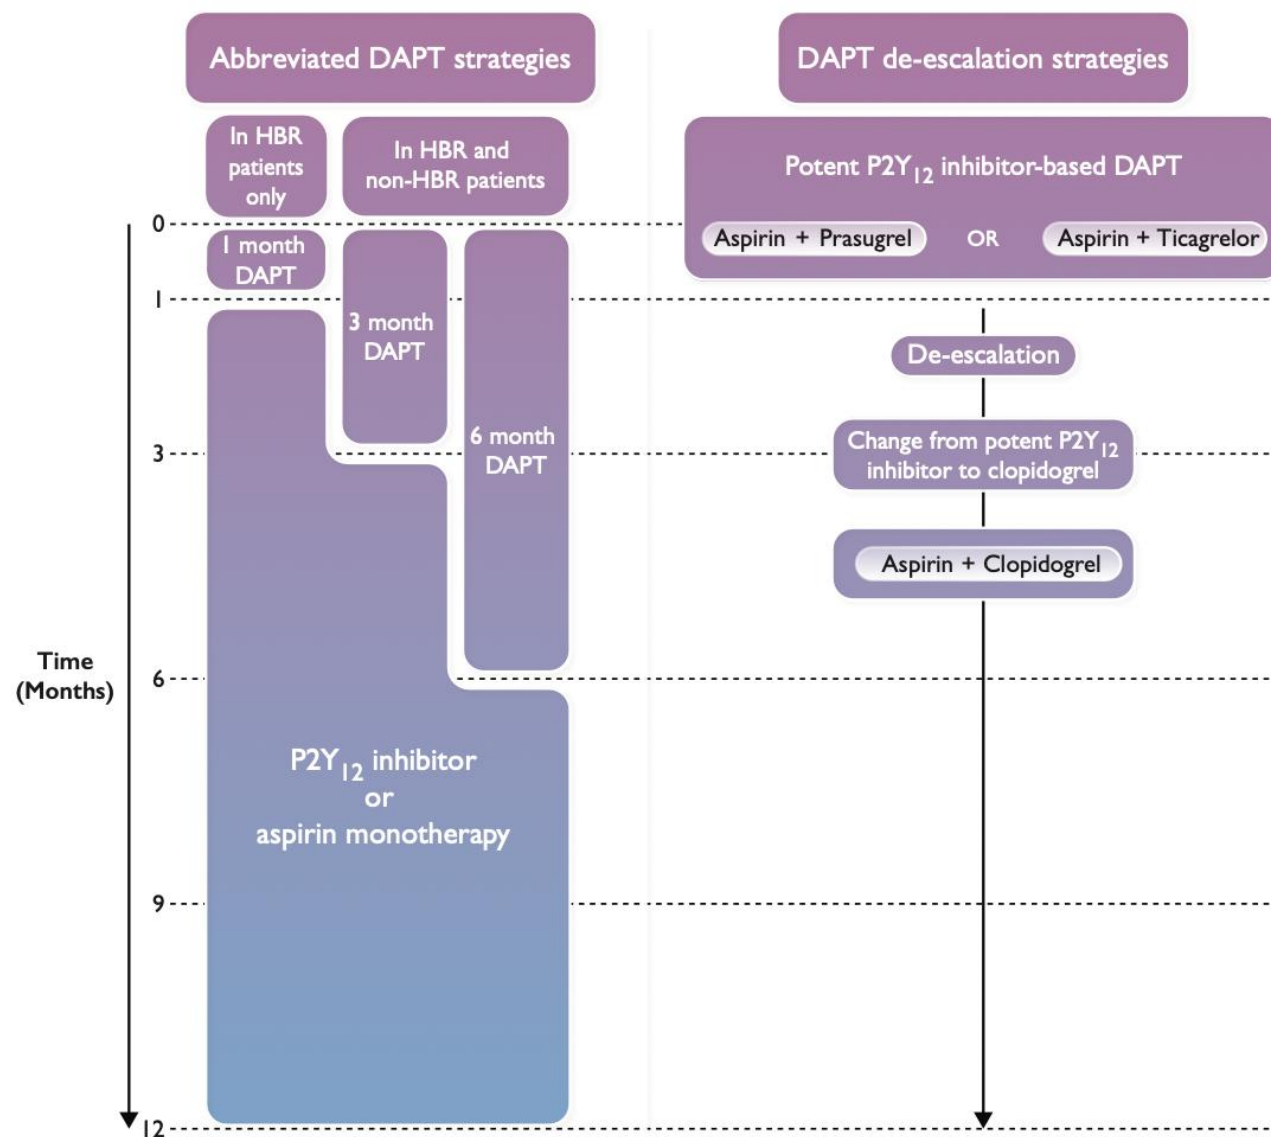 Abbreviated DAPT strategies
In HBR
patients
only
In HBR and
non-HBR patients
1 month
DAPT
3 month
DAPT
6 month
DAPT
P2Y₁₂ inhibitor
or
aspirin monotherapy
DAPT de-escalation strategies
Potent P2Y₁₂ inhibitor-based DAPT
Aspirin + Prasugrel OR Aspirin + Ticagrelor
De-escalation
Change from potent P2Y₁₂
inhibitor to clopidogrel
Aspirin + Clopidogrel
Time
(Months)
0
1
3
6
9
12